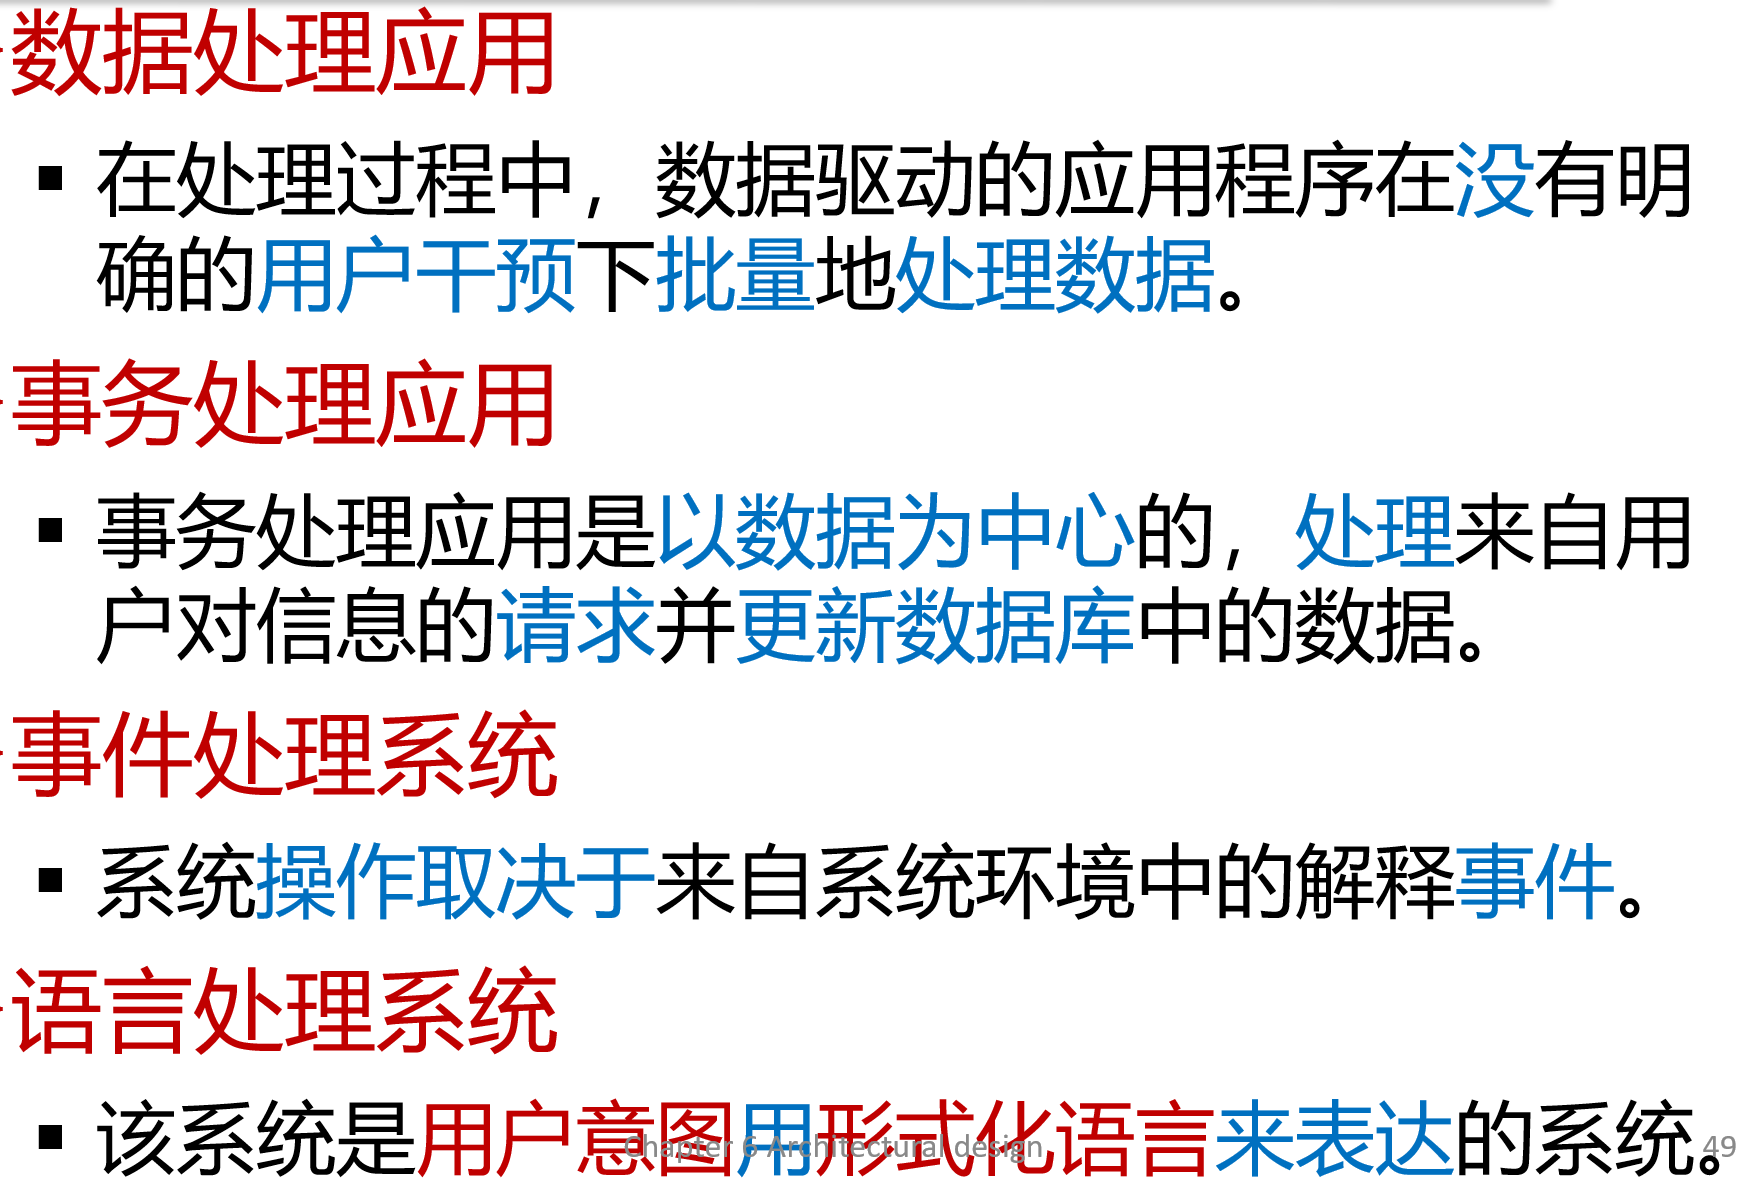 数据处理应用
▪ 在处理过程中，数据驱动的应用程序在没有明
确的用户干预下批量地处理数据。
事务处理应用
▪ 事务处理应用是以数据为中心的，处理来自用
户对信息的请求并更新数据库中的数据。
事件处理系统
▪ 系统操作取决于来自系统环境中的解释事件。
语言处理系统
▪ 该系统是用户意图用形式化语言来表达的系统。
Chapter 6 Architectural design
49